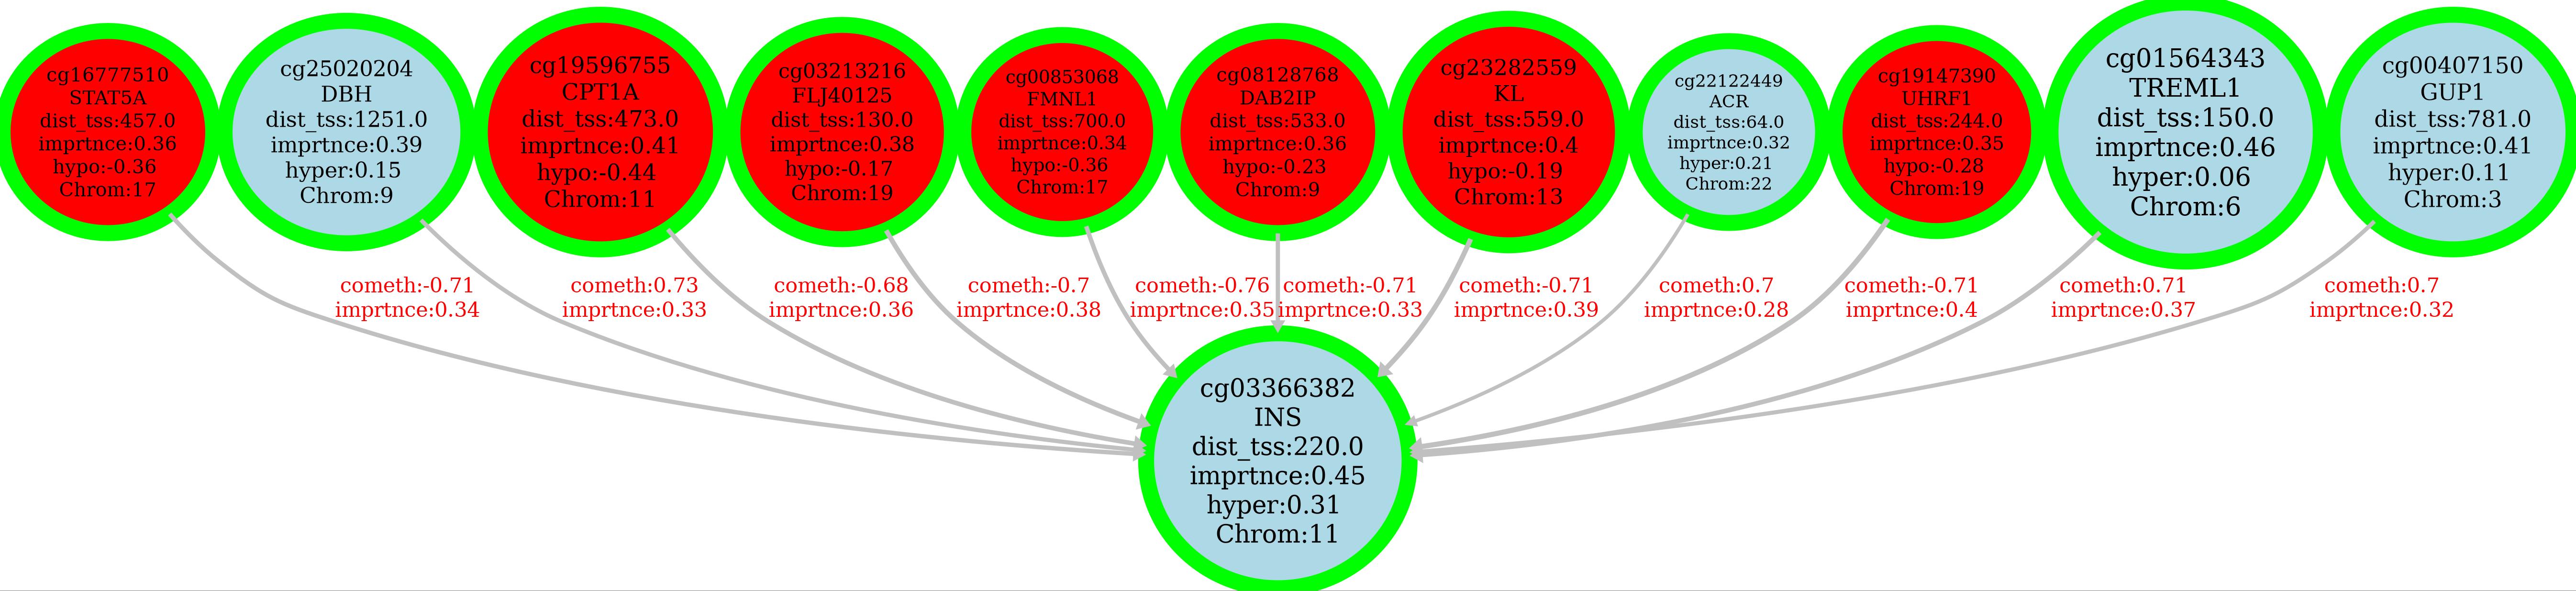 cg16777510
STAT5A
dist_tss:457.0
imprtnce:0.36
hypo:-0.36
Chrom:17
cg25020204
DBH
dist_tss:1251.0
imprtnce:0.39
hyper:0.15
Chrom:9
cg19596755
CPT1A
dist_tss:473.0
imprtnce:0.41
hypo:-0.44
Chrom:11
cg03213216
FLJ40125
dist_tss:130.0
imprtnce:0.38
hypo:-0.17
Chrom:19
cg00853068
FMNL1
dist_tss:700.0
imprtnce:0.34
hypo:-0.36
Chrom:17
cg08128768
DAB2IP
dist_tss:533.0
imprtnce:0.36
hypo:-0.23
Chrom:9
cg23282559
KL
dist_tss:559.0
imprtnce:0.4
hypo:-0.19
Chrom:13
cg22122449
ACR
dist_tss:64.0
imprtnce:0.32
hyper:0.21
Chrom:22
cg19147390
UHRF1
dist_tss:244.0
imprtnce:0.35
hypo:-0.28
Chrom:19
cg01564343
TREML1
dist_tss:150.0
imprtnce:0.46
hyper:0.06
Chrom:6
cg00407150
GUP1
dist_tss:781.0
imprtnce:0.41
hyper:0.11
Chrom:3
cometh:-0.71
imprtnce:0.34
cometh:0.73
imprtnce:0.33
cometh:-0.68
imprtnce:0.36
cometh:-0.7
imprtnce:0.38
cometh:-0.76
imprtnce:0.35
cometh:-0.71
imprtnce:0.33
cometh:-0.71
imprtnce:0.39
cometh:0.7
imprtnce:0.28
cometh:-0.71
imprtnce:0.4
cometh:0.71
imprtnce:0.37
cometh:0.7
imprtnce:0.32
cg03366382
INS
dist_tss:220.0
imprtnce:0.45
hyper:0.31
Chrom:11